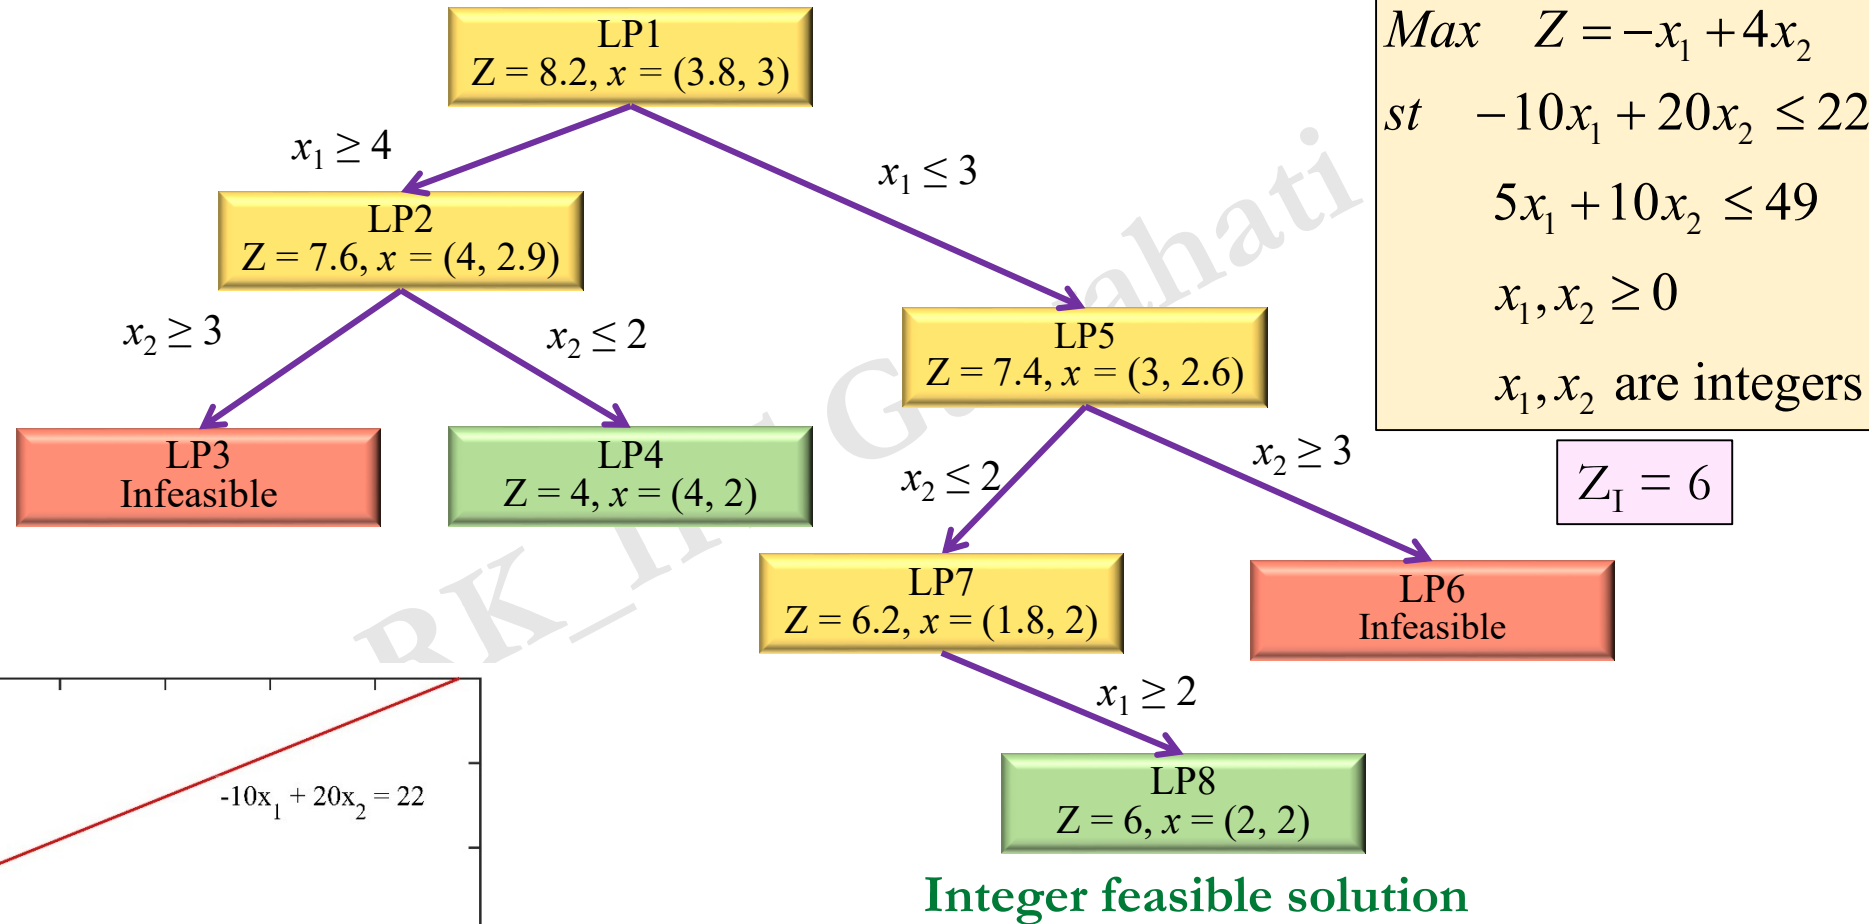 LP1
Z = 8.2, x = (3.8, 3)
x₁ ≥ 4
x₁ ≤ 3
LP2
Z = 7.6, x = (4, 2.9)
x₂ ≥ 3
x₂ ≤ 2
LP5
Z = 7.4, x = (3, 2.6)
LP3
Infeasible
LP4
Z = 4, x = (4, 2)
x₂ ≤ 2
x₂ ≥ 3
LP7
Z = 6.2, x = (1.8, 2)
LP6
Infeasible
x₁ ≥ 2
LP8
Z = 6, x = (2, 2)
Integer feasible solution
Max Z = −x₁ + 4x₂
st −10x₁ + 20x₂ ≤ 22
5x₁ + 10x₂ ≤ 49
x₁, x₂ ≥ 0
x₁, x₂ are integers
Z_I = 6
-10x₁ + 20x₂ = 22